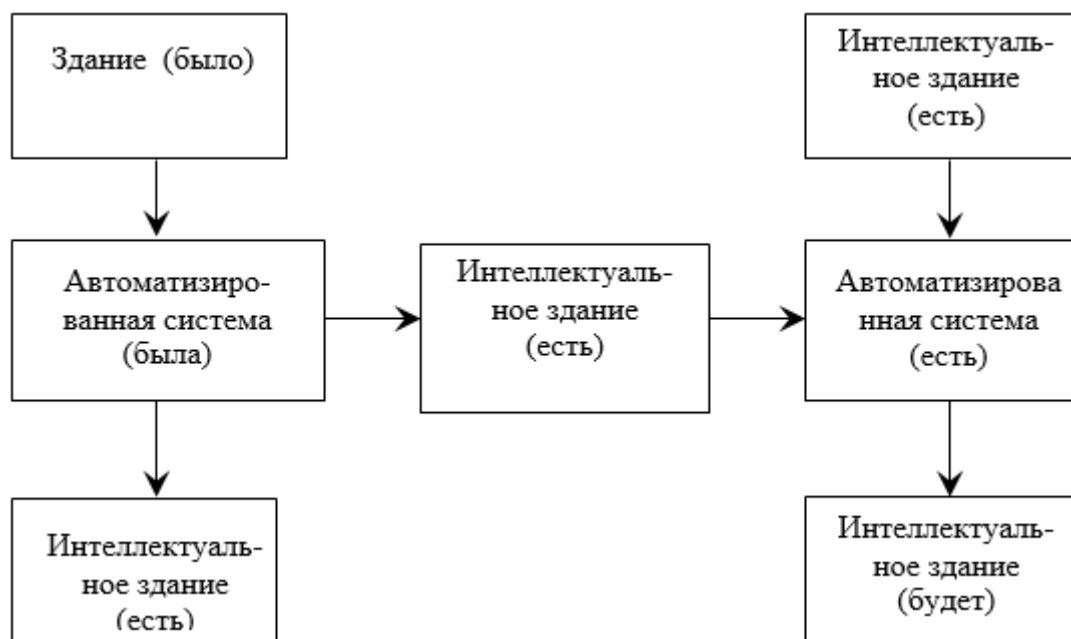 Здание (было)
Интеллектуаль-
ное здание
(есть)
Автоматизиро-
ванная система
(была)
Интеллектуаль-
ное здание
(есть)
Автоматизирова
нная система
(есть)
Интеллектуаль-
ное здание
(есть)
Интеллектуаль-
ное здание
(будет)